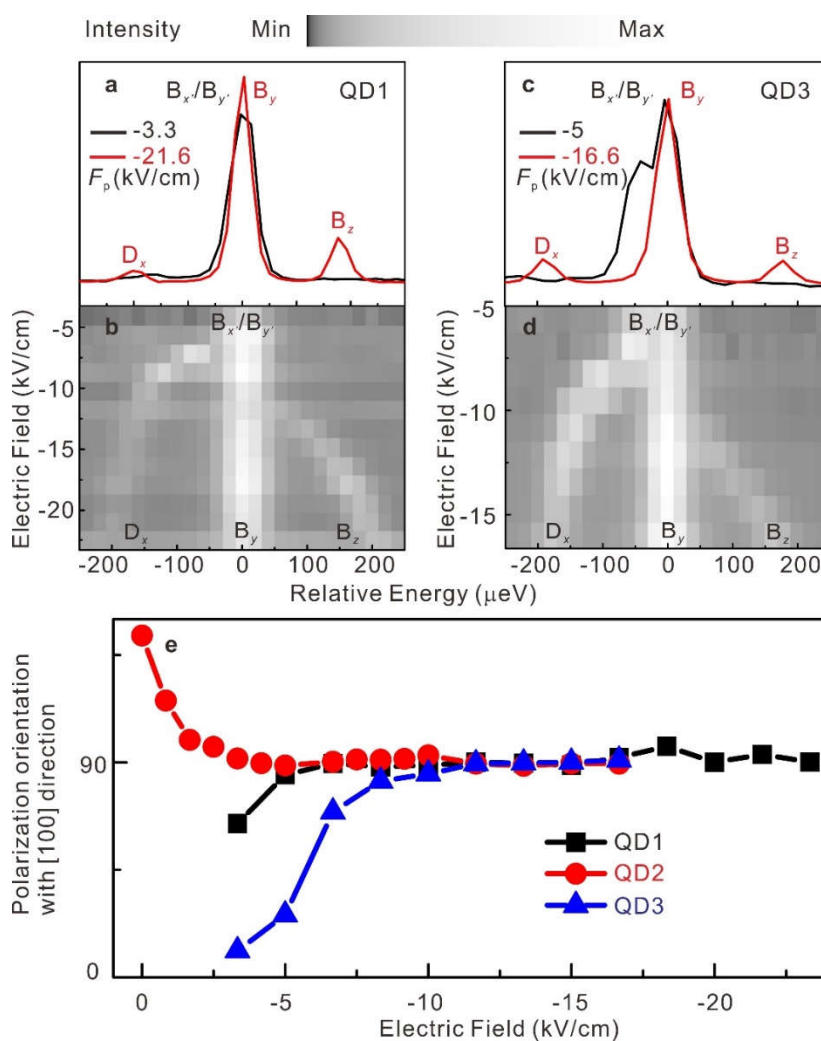 Intensity Min Max
a Bx'/By' By QD1
-3.3
-21.6
Fp(kV/cm)
Dx Bz
c Bx'/By' By QD3
-5
-16.6
Fp(kV/cm)
Dx Bz
b Bx'/By'
Electric Field (kV/cm)
-5
-10
-15
-20
Dx By Bz
-200 -100 0 100 200
d Bx'/By'
Electric Field (kV/cm)
-5
-10
-15
Dx By Bz
-200 -100 0 100 200
Relative Energy (μeV)
e
Polarization orientation
with [100] direction
90
0
QD1
QD2
QD3
0 -5 -10 -15 -20
Electric Field (kV/cm)